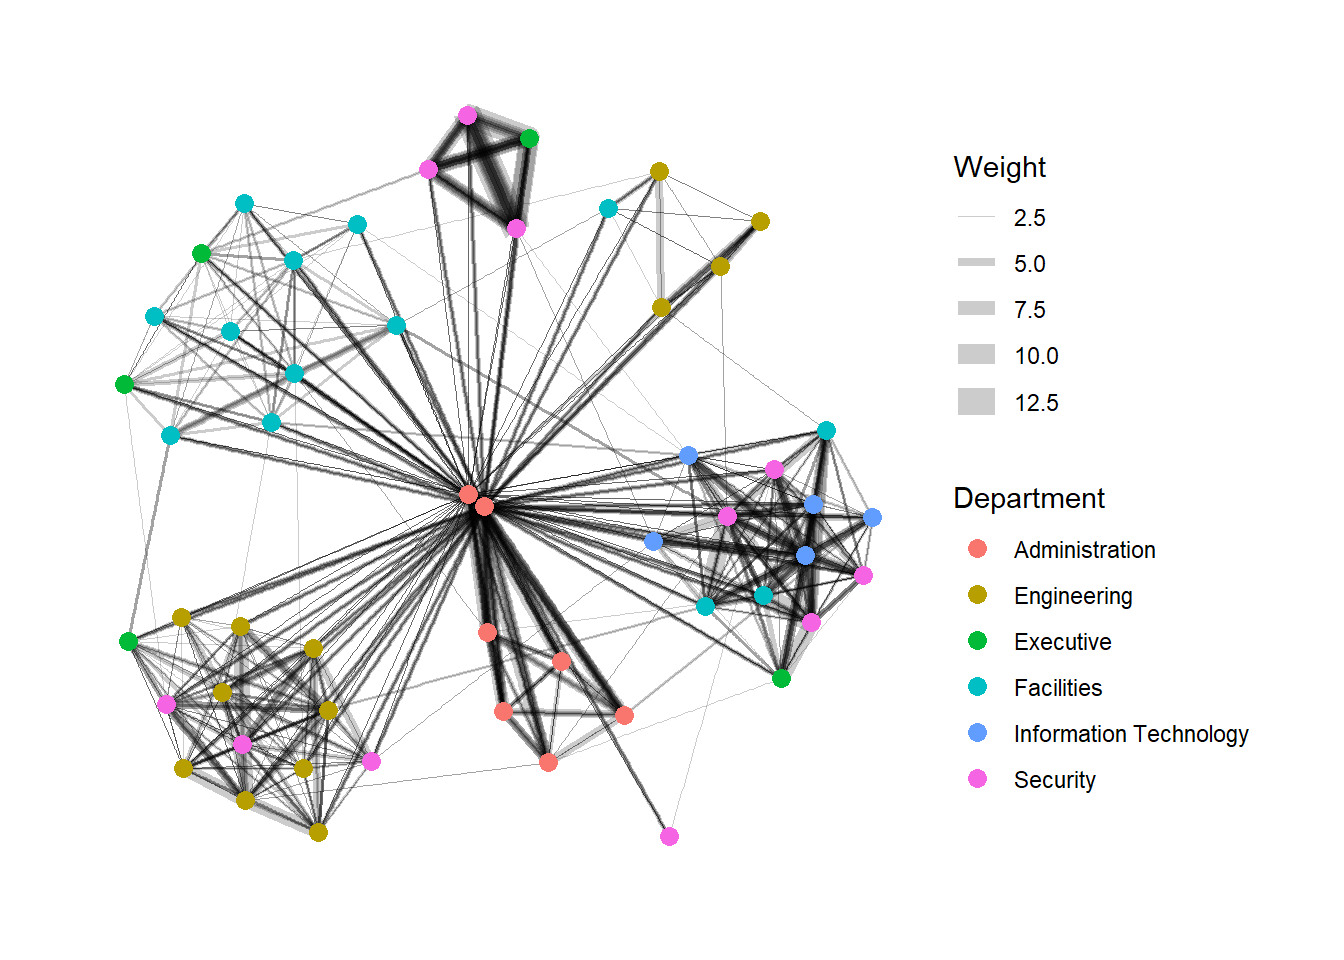 Weight
2.5
5.0
7.5
10.0
12.5
Department
Administration
Engineering
Executive
Facilities
Information Technology
Security